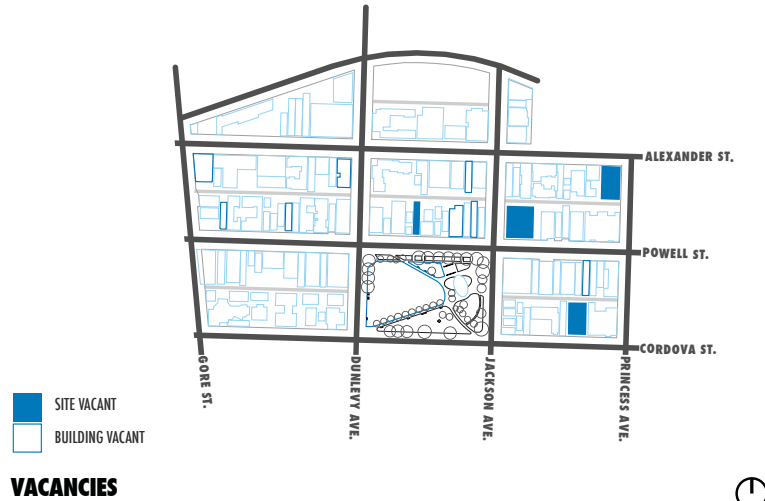 ALEXANDER ST.
POWELL ST.
CORDOVA ST.
GORE ST.
DUNLEVY AVE.
JACKSON AVE.
PRINCESS AVE.
SITE VACANT
BUILDING VACANT
VACANCIES